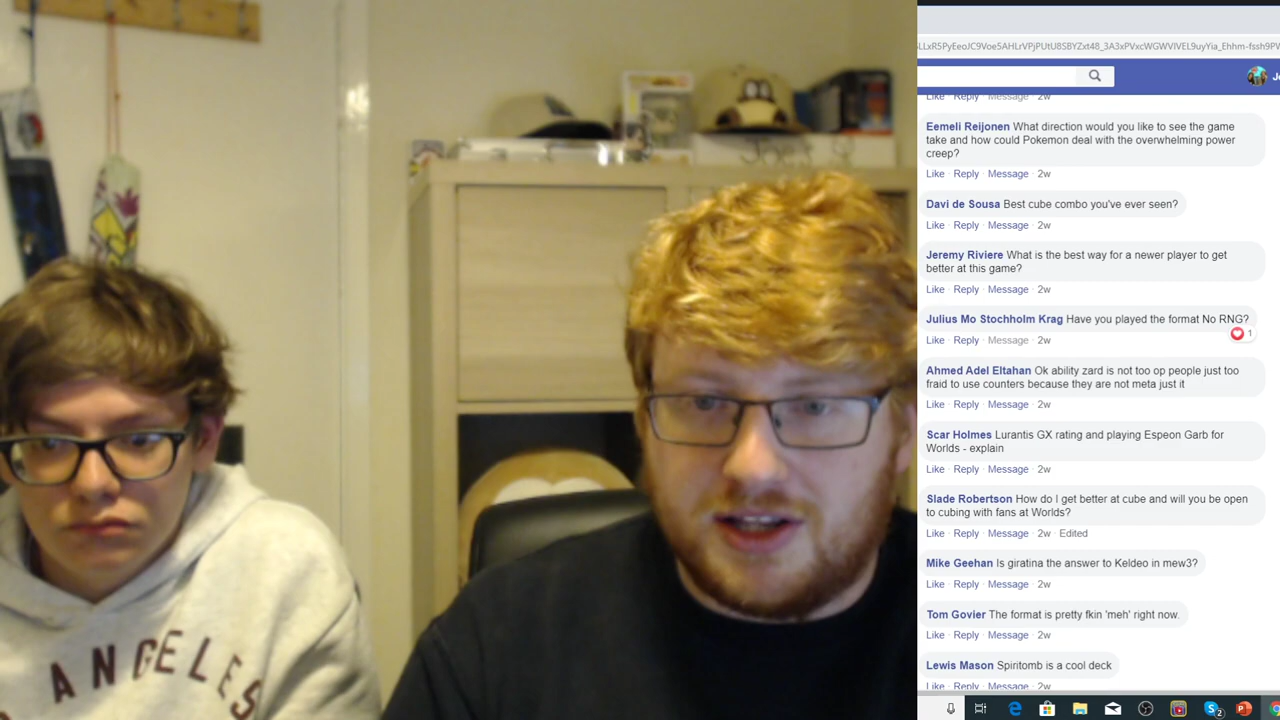 Like · Reply · Message · 2w
Eemeli Reijonen What direction would you like to see the game
take and how could Pokemon deal with the overwhelming power
creep?
Like · Reply · Message · 2w
Davi de Sousa Best cube combo you've ever seen?
Like · Reply · Message · 2w
Jeremy Riviere What is the best way for a newer player to get
better at this game?
Like · Reply · Message · 2w
Julius Mo Stochholm Krag Have you played the format No RNG?
1
Like · Reply · Message · 2w
Ahmed Adel Eltahan Ok ability zard is not too op people just too
fraid to use counters because they are not meta just it
Like · Reply · Message · 2w
Scar Holmes Lurantis GX rating and playing Espeon Garb for
Worlds - explain
Like · Reply · Message · 2w
Slade Robertson How do I get better at cube and will you be open
to cubing with fans at Worlds?
Like · Reply · Message · 2w · Edited
Mike Geehan Is giratina the answer to Keldeo in mew3?
Like · Reply · Message · 2w
Tom Govier The format is pretty fkin 'meh' right now.
Like · Reply · Message · 2w
Lewis Mason Spiritomb is a cool deck
Like · Reply · Message · 2w
ANGELES
2